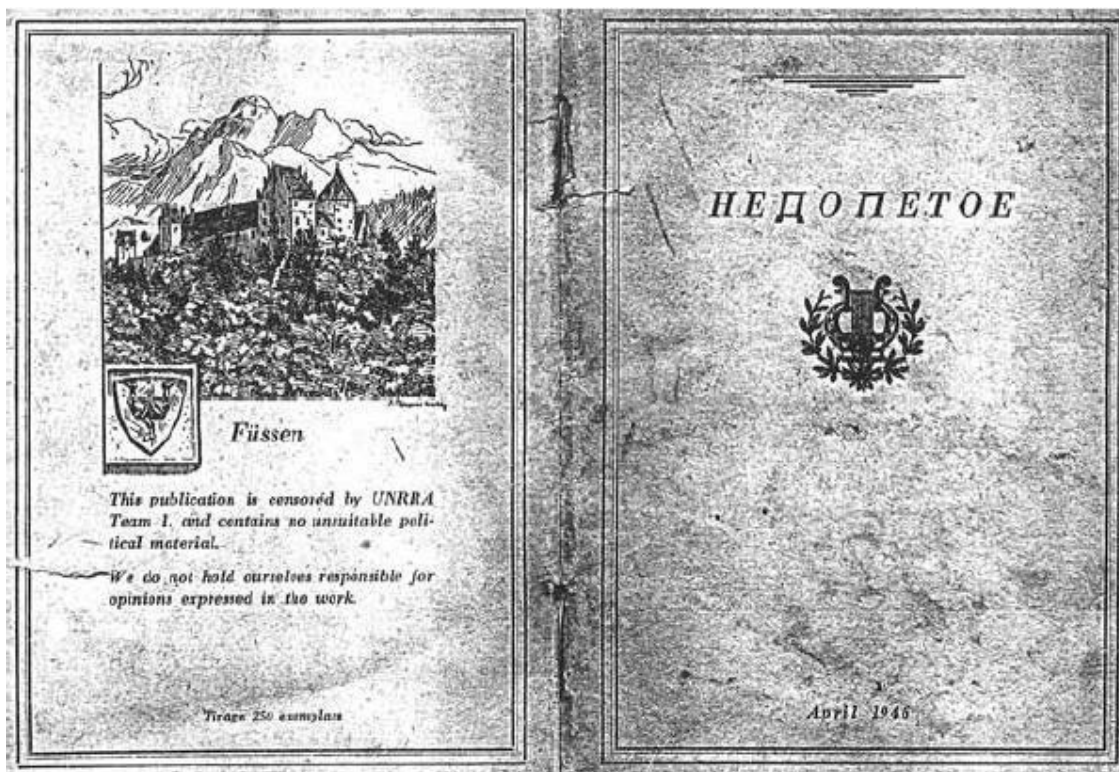 Füssen
This publication is censored by UNRRA
Team 1. and contains no unsuitable poli-
tical material.
We do not hold ourselves responsible for
opinions expressed in the work.
Tirage 250 exemplars
НЕДОПЕТОЕ
April 1946